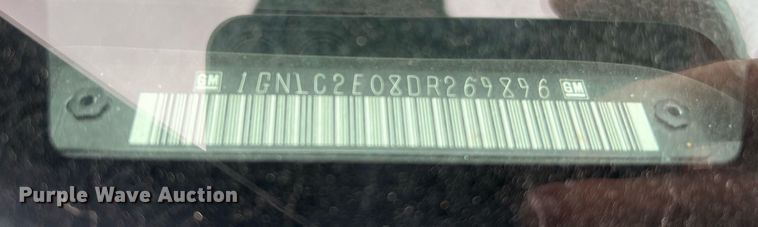 GM 1GNLC2E08DR269896 GM
Purple Wave Auction